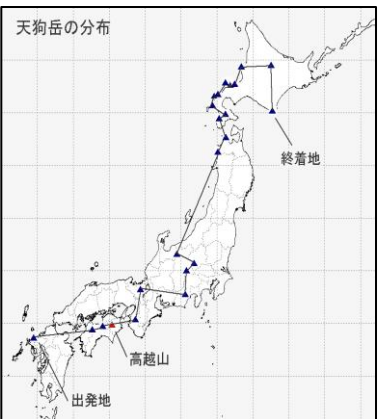 天狗岳の分布
終着地
高越山
出発地